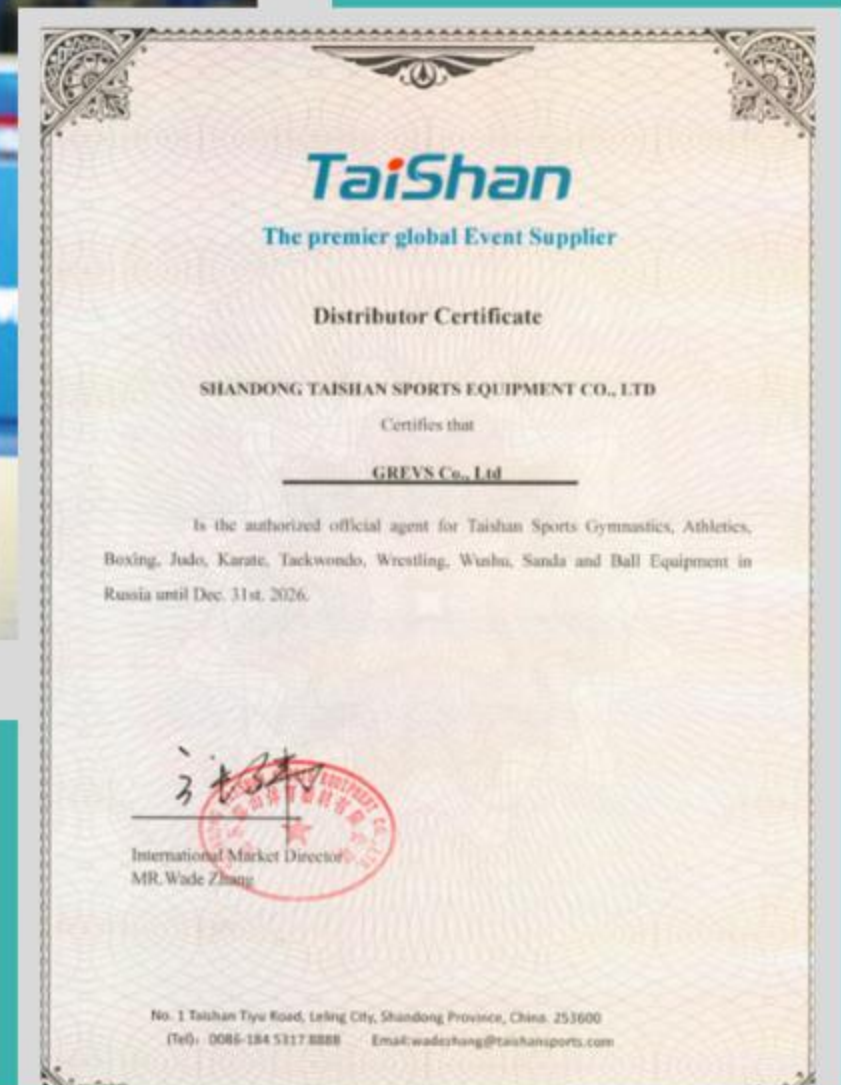 TaiShan
The premier global Event Supplier
Distributor Certificate
SHANDONG TAISHAN SPORTS EQUIPMENT CO., LTD
Certifies that
GREVS Co., Ltd
Is the authorized official agent for Taishan Sports Gymnastics, Athletics,
Boxing, Judo, Karate, Taekwondo, Wrestling, Wushu, Sanda and Ball Equipment in
Russia until Dec. 31st. 2026.
EQUIPMENT CO., LTD
International Market Director
MR. Wade Zhang
No. 1 Taishan Tiyu Road, Leling City, Shandong Province, China. 253600
(Tel): 0086-184 5317 8888 Email:wadezhang@taishansports.com